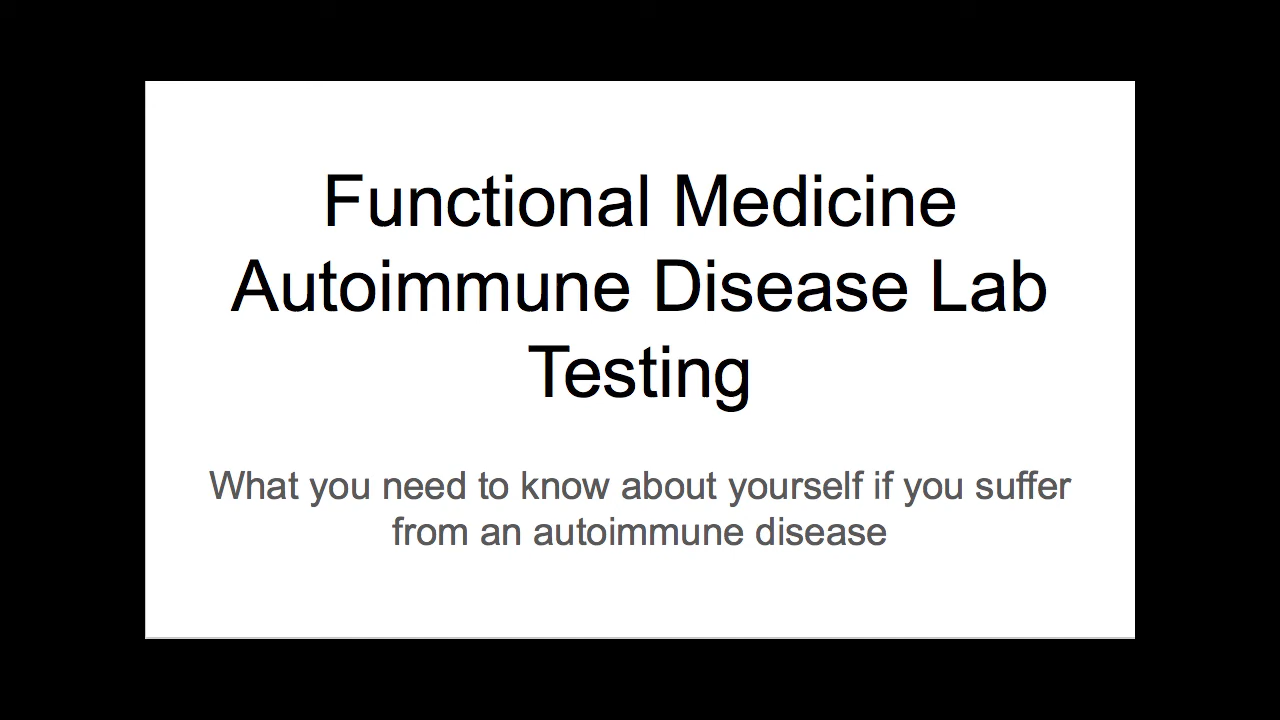 Functional Medicine
Autoimmune Disease Lab
Testing
What you need to know about yourself if you suffer
from an autoimmune disease